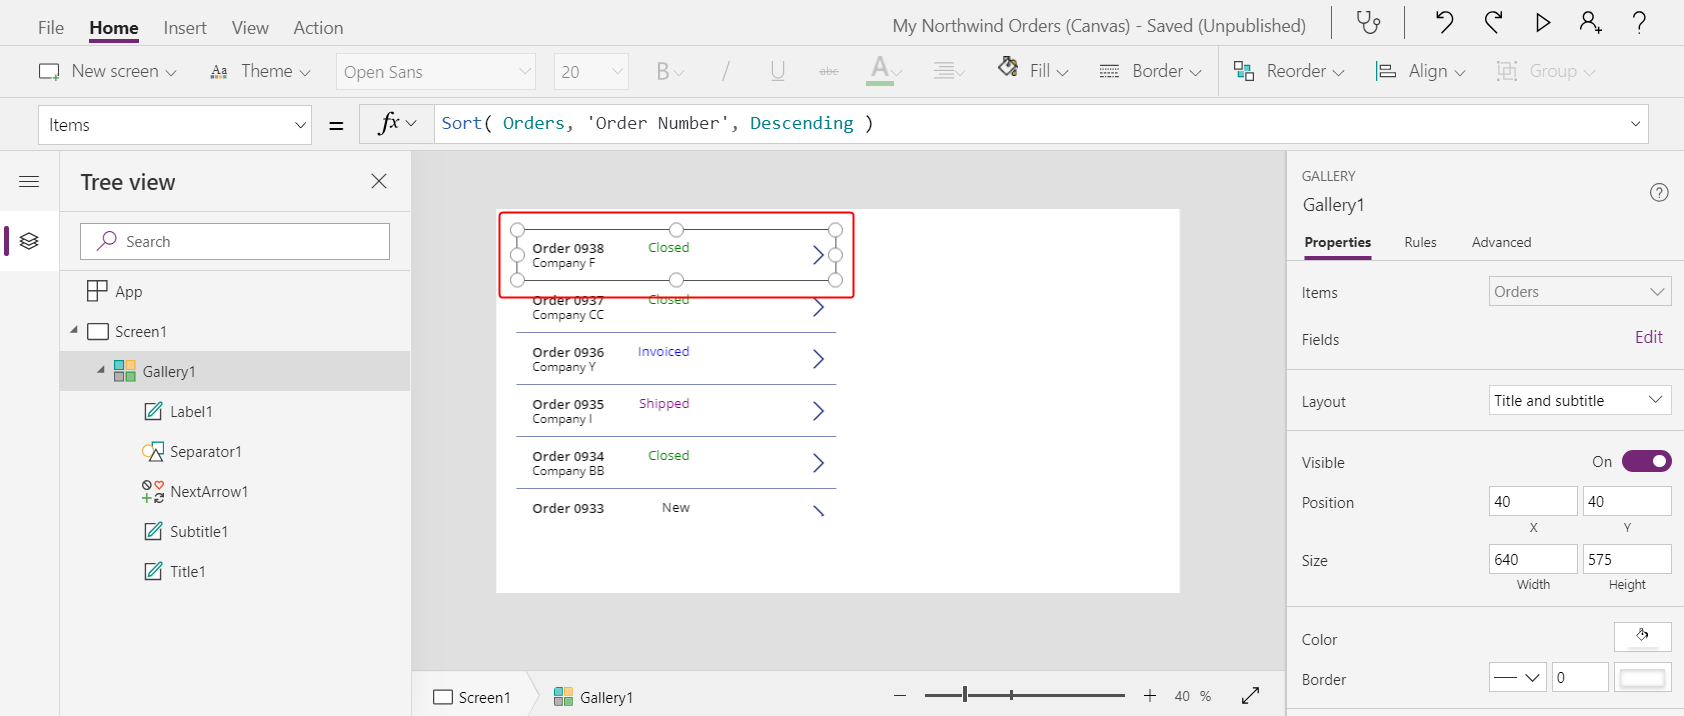 File Home Insert View Action My Northwind Orders (Canvas) - Saved (Unpublished)
New screen Aa Theme Open Sans 20 B / U abc A Fill Border Reorder Align Group
Items = fx Sort( Orders, 'Order Number', Descending )
Tree view
Search
App
Screen1
Gallery1
Label1
Separator1
NextArrow1
Subtitle1
Title1
Order 0938 Closed
Company F
Order 0937 Closed
Company CC
Order 0936 Invoiced
Company Y
Order 0935 Shipped
Company I
Order 0934 Closed
Company BB
Order 0933 New
Screen1 Gallery1 40 %
GALLERY
Gallery1
Properties Rules Advanced
Items Orders
Fields Edit
Layout Title and subtitle
Visible On
Position 40 40
X Y
Size 640 575
Width Height
Color
Border 0